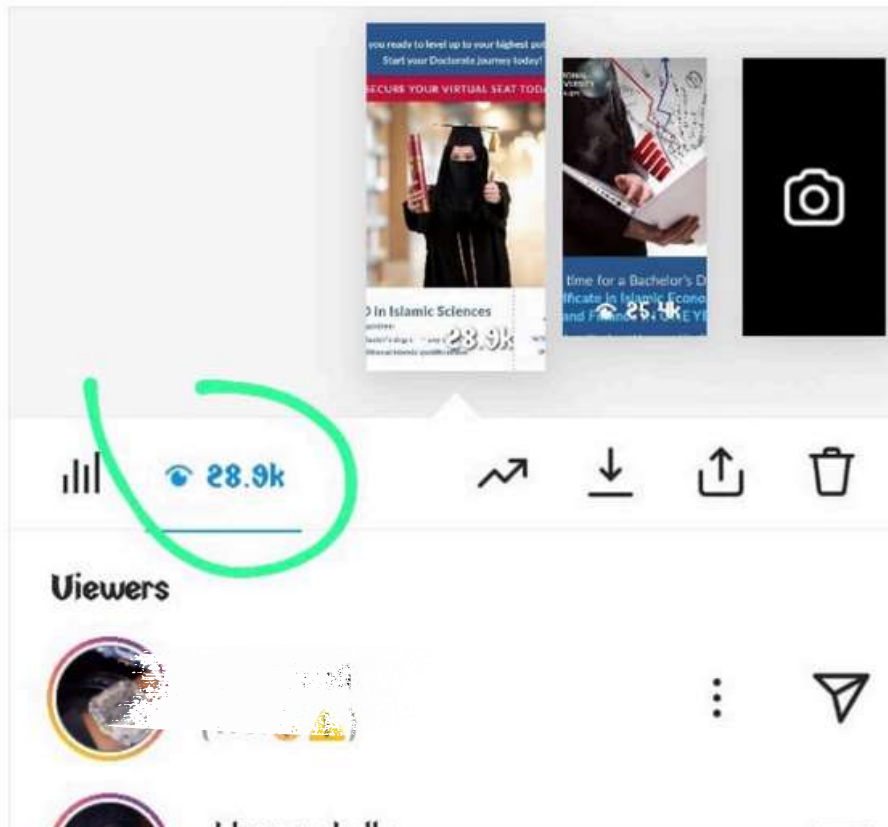 you ready to level up to your highest pot
Start your Doctorate journey today!
SECURE YOUR VIRTUAL SEAT TODA
D in Islamic Sciences
28.9k
time for a Bachelor's D
ificate in Islamic Econo
and Finan
25.4k
28.9k
Viewers